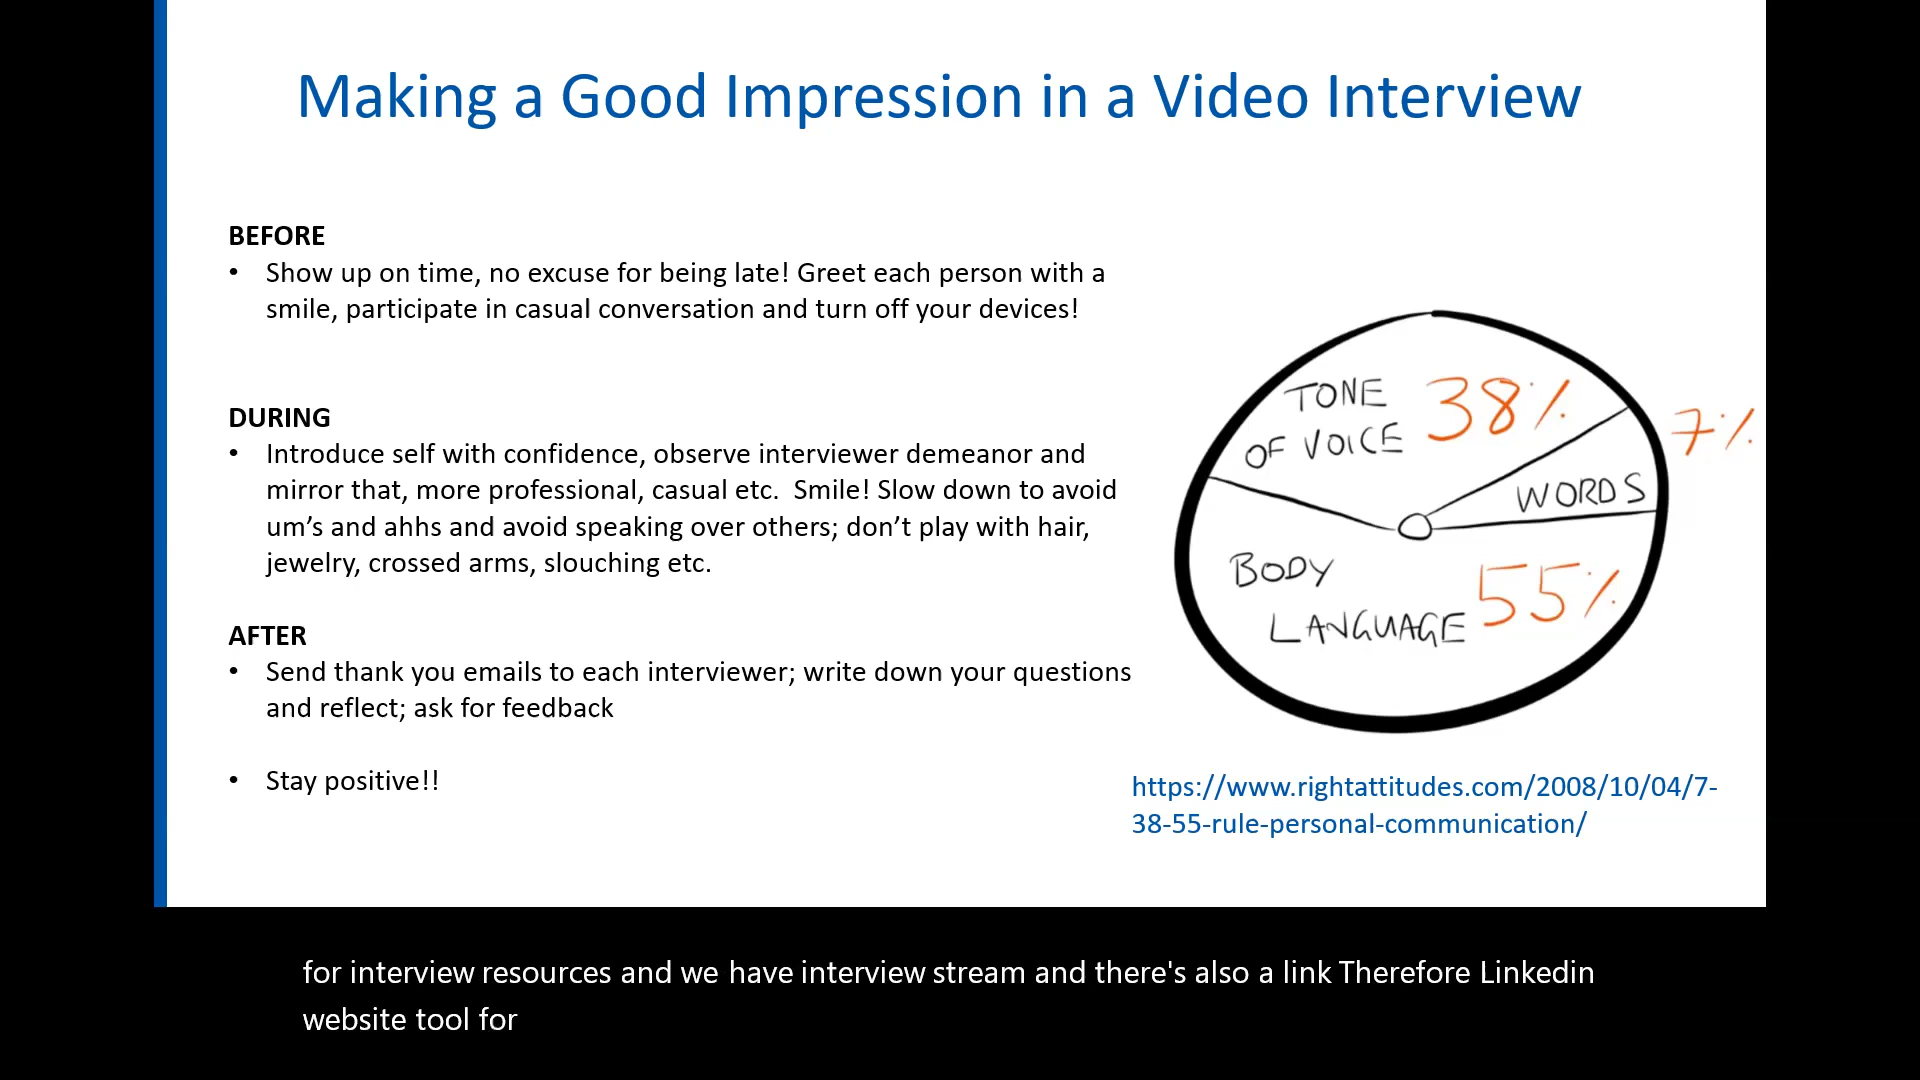 Making a Good Impression in a Video Interview
BEFORE
• Show up on time, no excuse for being late! Greet each person with a
smile, participate in casual conversation and turn off your devices!
DURING
• Introduce self with confidence, observe interviewer demeanor and
mirror that, more professional, casual etc.  Smile! Slow down to avoid
um’s and ahhs and avoid speaking over others; don’t play with hair,
jewelry, crossed arms, slouching etc.
AFTER
• Send thank you emails to each interviewer; write down your questions
and reflect; ask for feedback
• Stay positive!!
TONE
OF VOICE
38%
7%
WORDS
BODY
LANGUAGE
55%
https://www.rightattitudes.com/2008/10/04/7-
38-55-rule-personal-communication/
for interview resources and we have interview stream and there's also a link Therefore Linkedin
website tool for